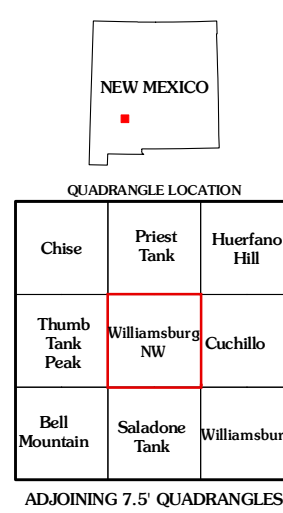 NEW MEXICO
QUADRANGLE LOCATION
Chise
Priest
Tank
Huerfano
Hill
Thumb
Tank
Peak
Williamsburg
NW
Cuchillo
Bell
Mountain
Saladone
Tank
Williamsbur
ADJOINING 7.5' QUADRANGLES